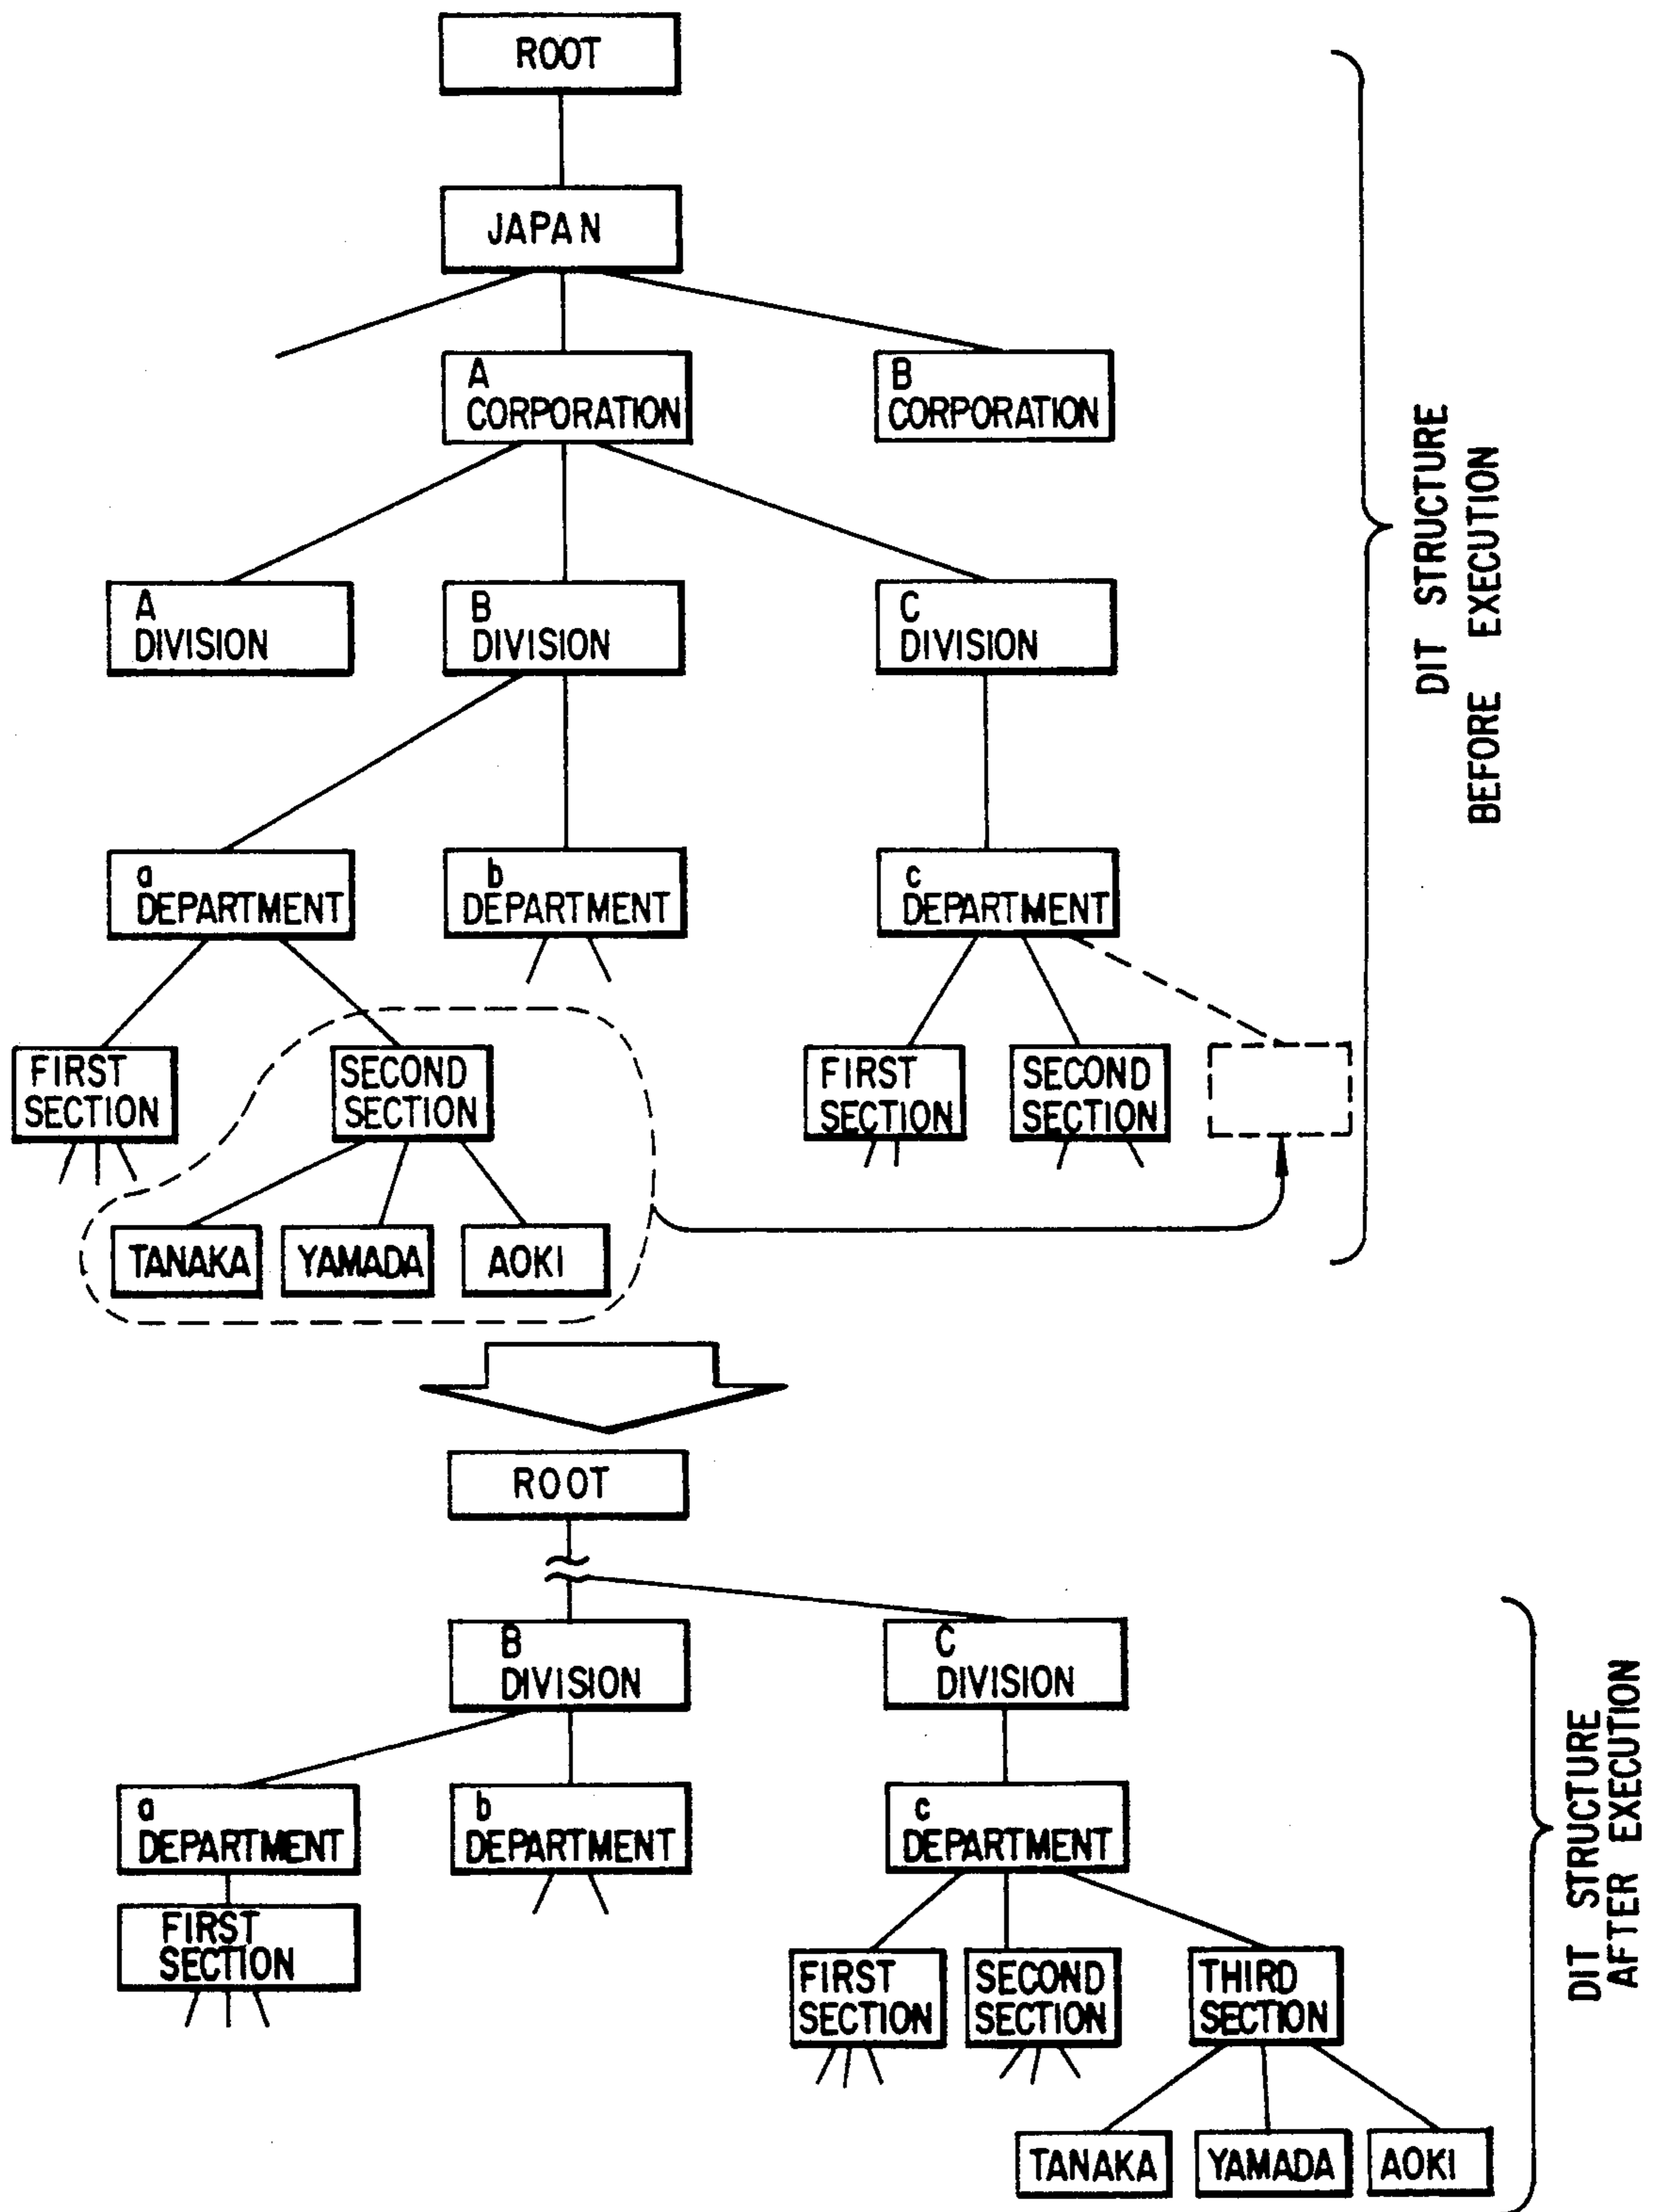 ROOT
JAPAN
A
CORPORATION
B
CORPORATION
A
DIVISION
B
DIVISION
C
DIVISION
a
DEPARTMENT
b
DEPARTMENT
c
DEPARTMENT
FIRST
SECTION
SECOND
SECTION
FIRST
SECTION
SECOND
SECTION
TANAKA
YAMADA
AOKI
DIT STRUCTURE
BEFORE EXECUTION
ROOT
B
DIVISION
C
DIVISION
a
DEPARTMENT
b
DEPARTMENT
c
DEPARTMENT
FIRST
SECTION
FIRST
SECTION
SECOND
SECTION
THIRD
SECTION
TANAKA
YAMADA
AOKI
DIT STRUCTURE
AFTER EXECUTION